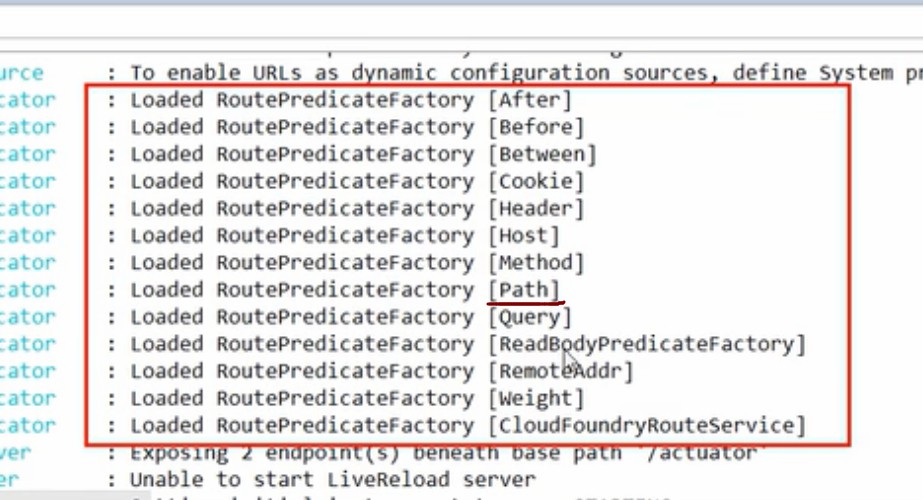 urce : To enable URLs as dynamic configuration sources, define System pr
cator : Loaded RoutePredicateFactory [After]
cator : Loaded RoutePredicateFactory [Before]
cator : Loaded RoutePredicateFactory [Between]
cator : Loaded RoutePredicateFactory [Cookie]
cator : Loaded RoutePredicateFactory [Header]
cator : Loaded RoutePredicateFactory [Host]
cator : Loaded RoutePredicateFactory [Method]
cator : Loaded RoutePredicateFactory [Path]
cator : Loaded RoutePredicateFactory [Query]
cator : Loaded RoutePredicateFactory [ReadBodyPredicateFactory]
cator : Loaded RoutePredicateFactory [RemoteAddr]
cator : Loaded RoutePredicateFactory [Weight]
cator : Loaded RoutePredicateFactory [CloudFoundryRouteService]
ver : Exposing 2 endpoint(s) beneath base path '/actuator'
er : Unable to start LiveReload server